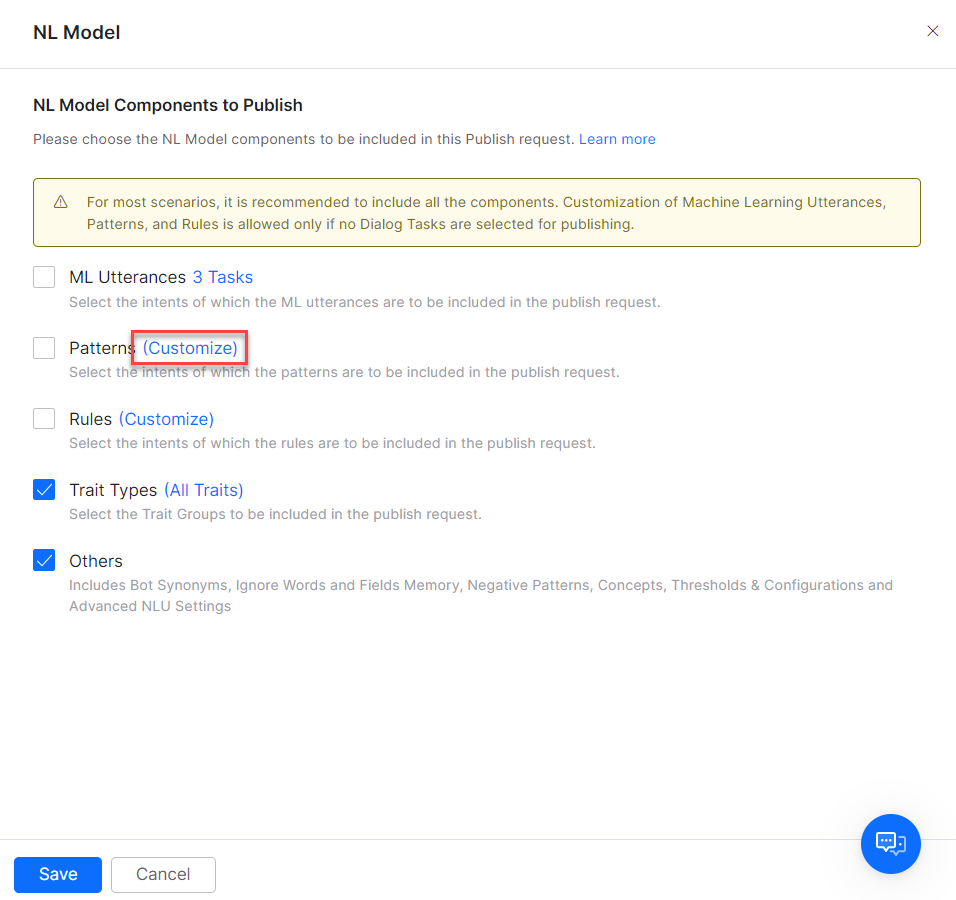 NL Model
NL Model Components to Publish
Please choose the NL Model components to be included in this Publish request. Learn more
For most scenarios, it is recommended to include all the components. Customization of Machine Learning Utterances,
Patterns, and Rules is allowed only if no Dialog Tasks are selected for publishing.
ML Utterances 3 Tasks
Select the intents of which the ML utterances are to be included in the publish request.
Patterns (Customize)
Select the intents of which the patterns are to be included in the publish request.
Rules (Customize)
Select the intents of which the rules are to be included in the publish request.
Trait Types (All Traits)
Select the Trait Groups to be included in the publish request.
Others
Includes Bot Synonyms, Ignore Words and Fields Memory, Negative Patterns, Concepts, Thresholds & Configurations and
Advanced NLU Settings
Save Cancel